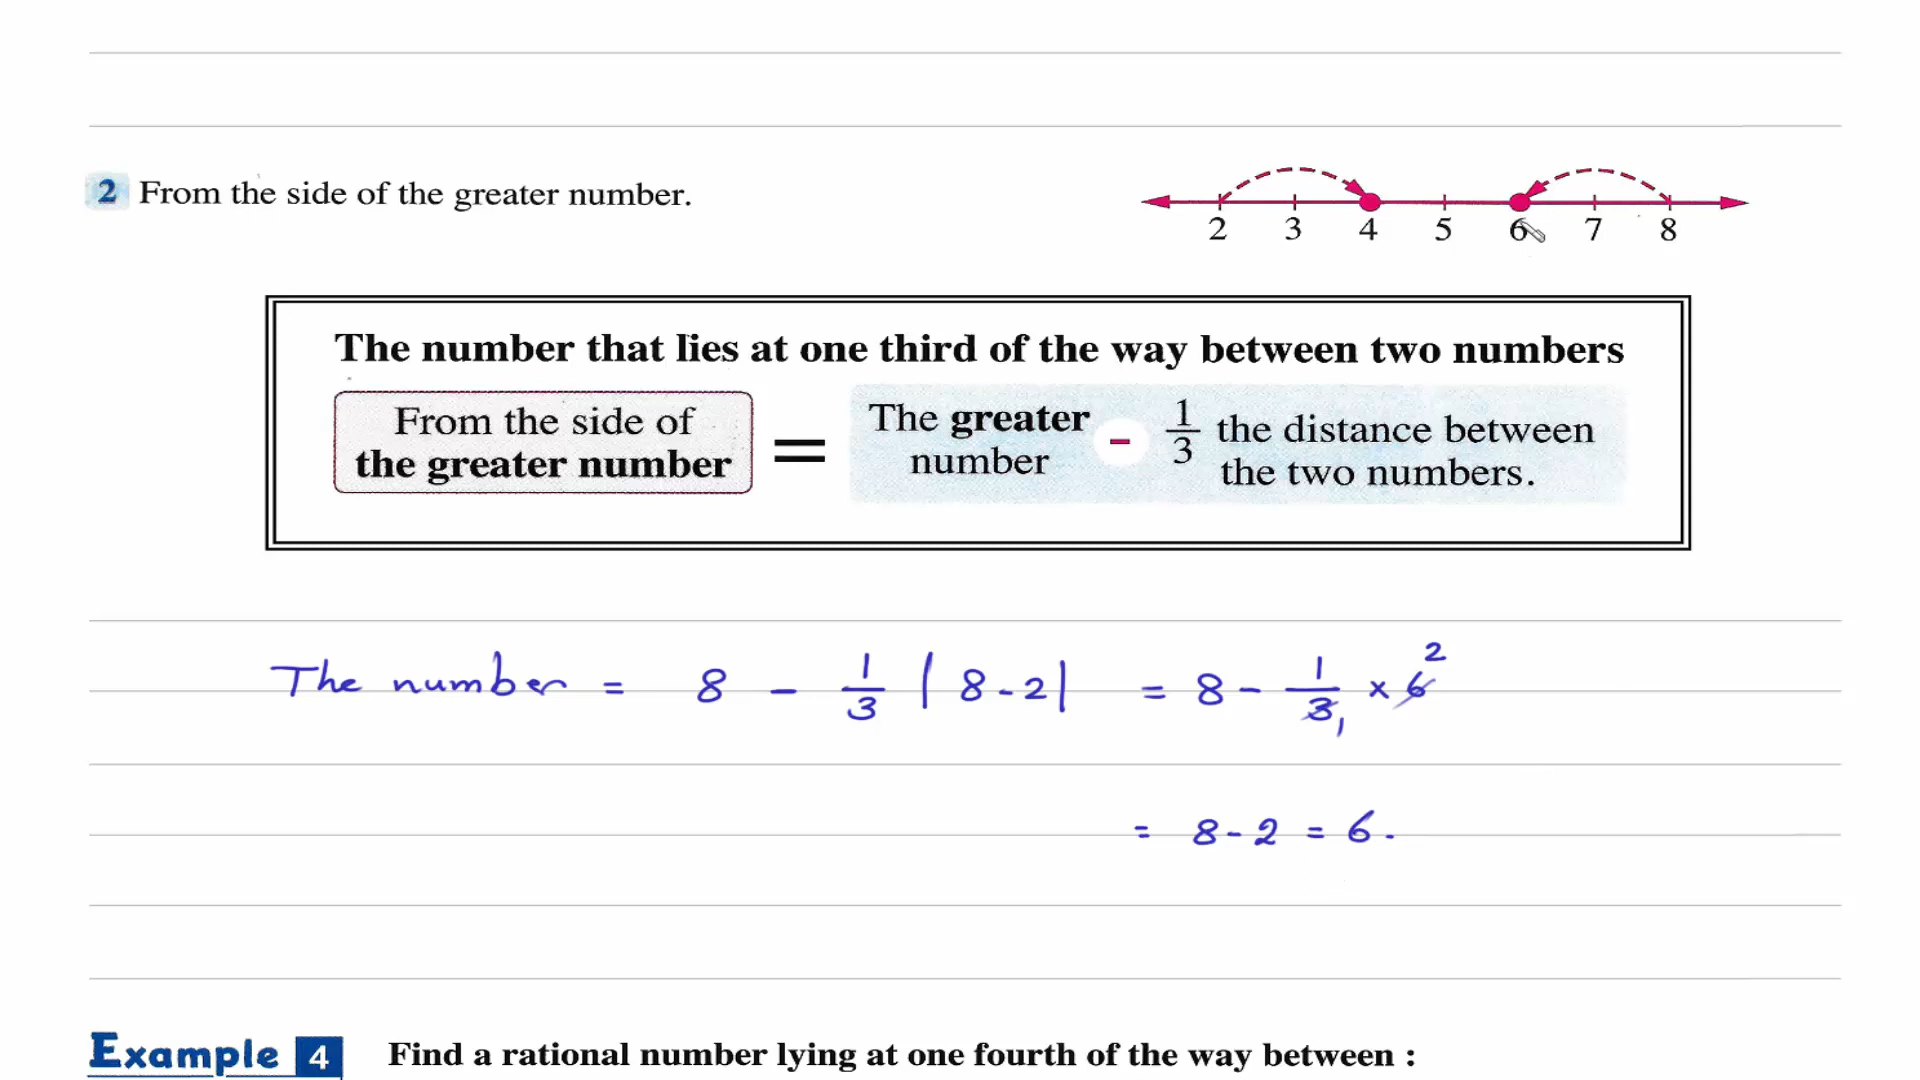 2 From the side of the greater number.
2 3 4 5 6 7 8
The number that lies at one third of the way between two numbers
From the side of the greater number = The greater number - 1/3 the distance between the two numbers.
The number = 8 - 1/3 |8-2| = 8 - 1/3 1 × 6 2
= 8 - 2 = 6.
Example 4 Find a rational number lying at one fourth of the way between :